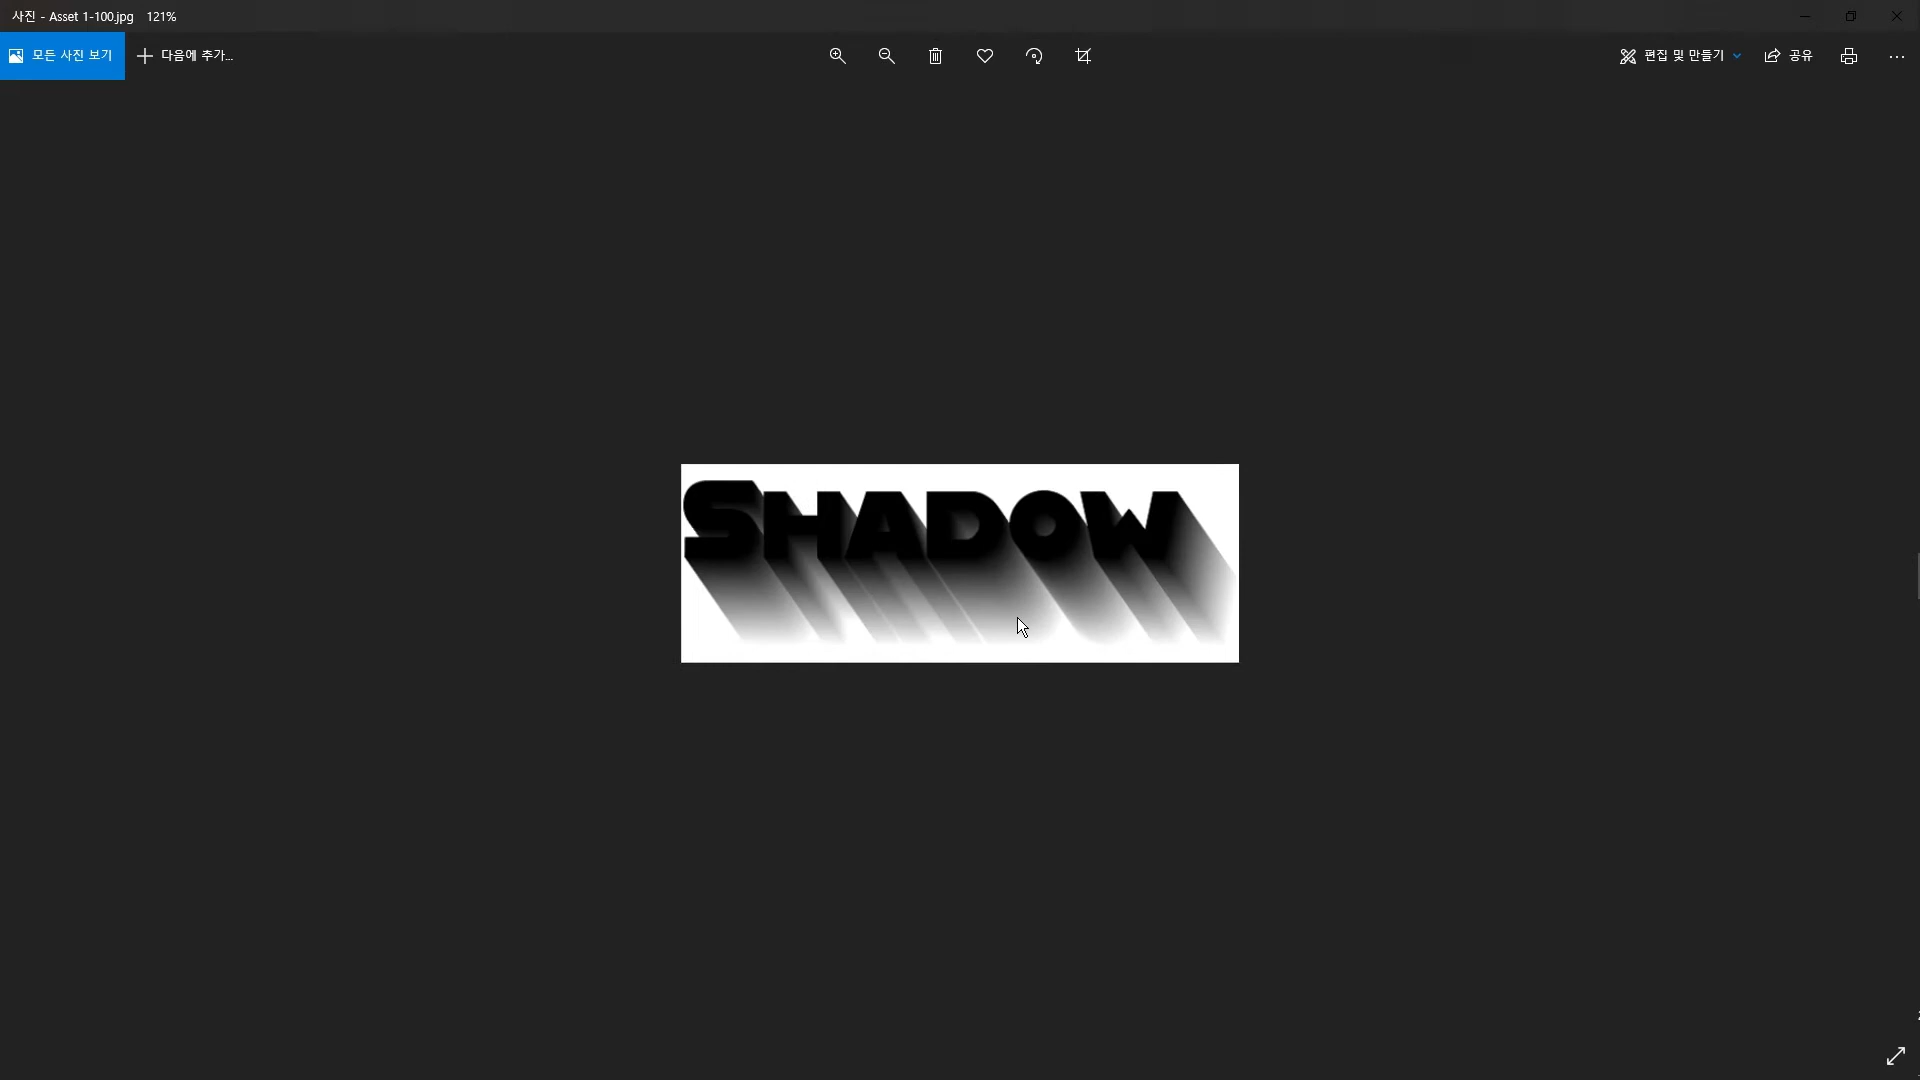 사진 - Asset 1-100.jpg 121%
모든 사진 보기 다음에 추가... 편집 및 만들기 공유
SHADOW